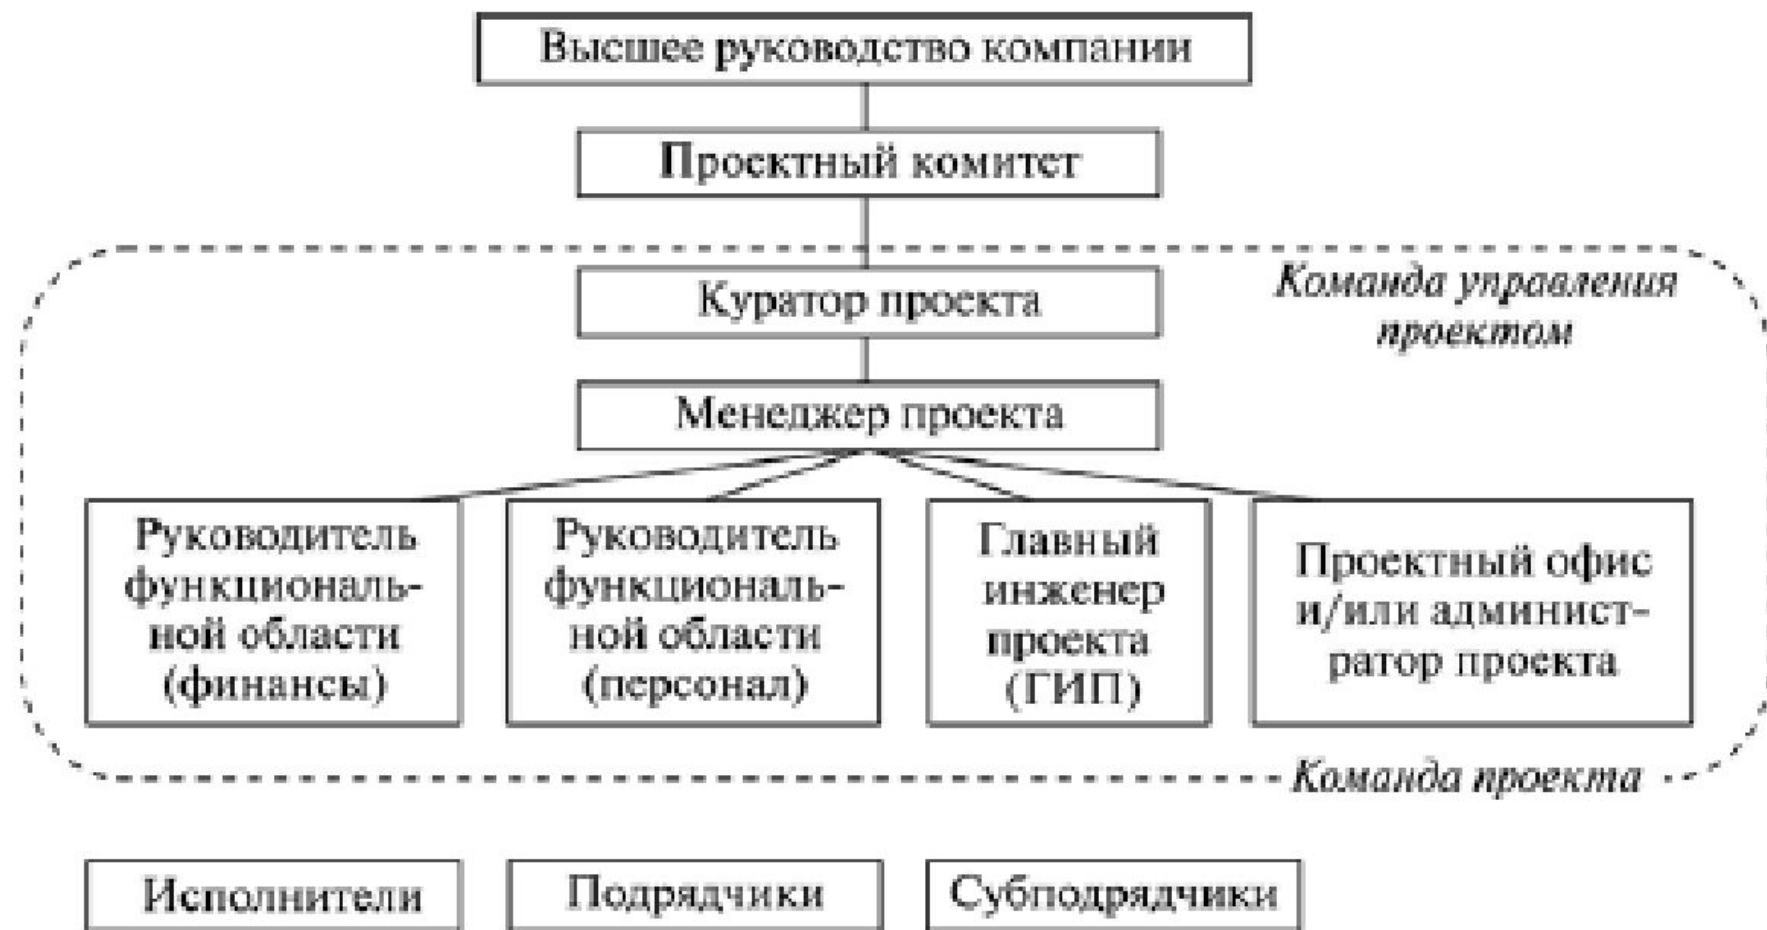 Высшее руководство компании
Проектный комитет
Куратор проекта
Команда управления
проектом
Менеджер проекта
Руководитель
функциональ-
ной области
(финансы)
Руководитель
функциональ-
ной области
(персонал)
Главный
инженер
проекта
(ГИП)
Проектный офис
и/или админист-
ратор проекта
Команда проекта
Исполнители
Подрядчики
Субподрядчики